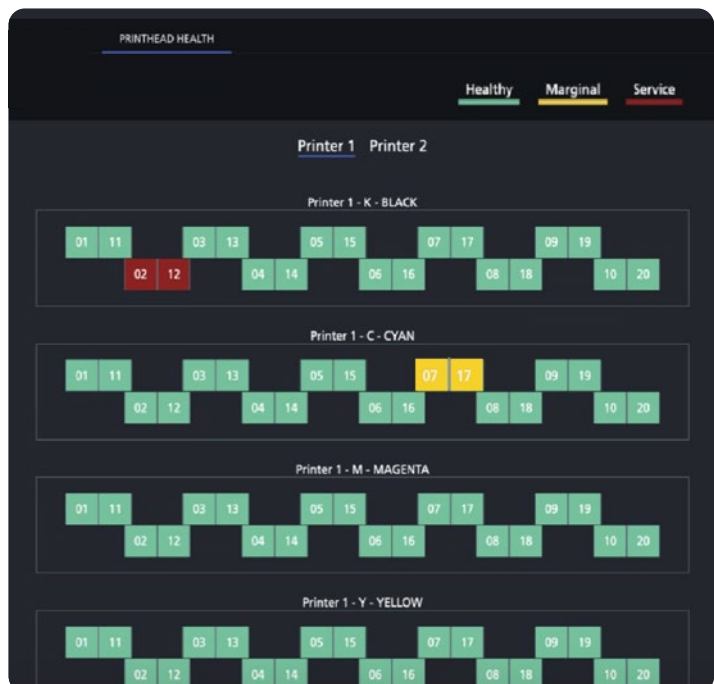 PRINTHEAD HEALTH
Healthy Marginal Service
Printer 1 Printer 2
Printer 1 - K - BLACK
01 11 03 13 05 15 07 17 09 19
02 12 04 14 06 16 08 18 10 20
Printer 1 - C - CYAN
01 11 03 13 05 15 07 17 09 19
02 12 04 14 06 16 08 18 10 20
Printer 1 - M - MAGENTA
01 11 03 13 05 15 07 17 09 19
02 12 04 14 06 16 08 18 10 20
Printer 1 - Y - YELLOW
01 11 03 13 05 15 07 17 09 19
02 12 04 14 06 16 08 18 10 20